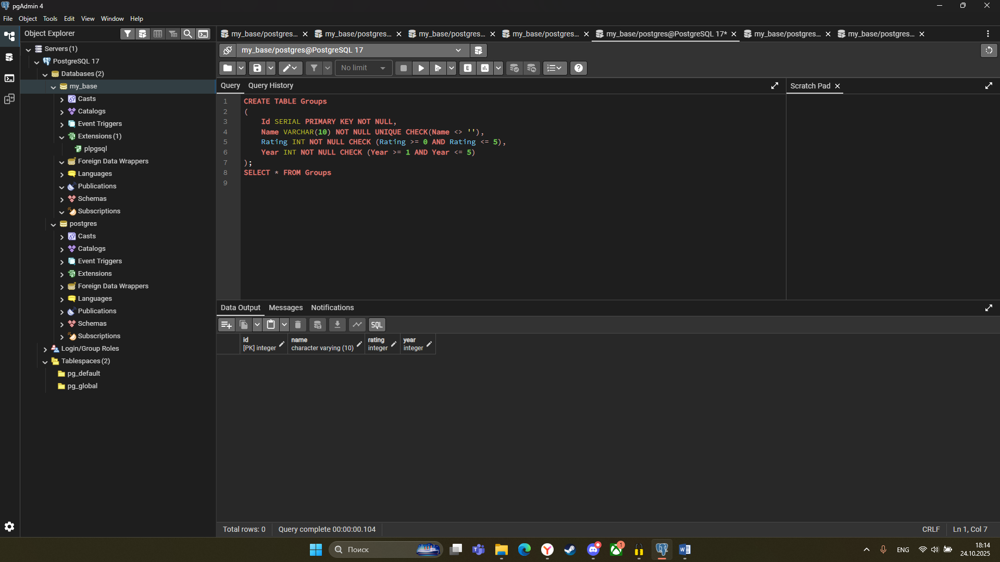 pgAdmin 4
File Object Tools Edit View Window Help
Object Explorer
my_base/postgres...
my_base/postgres...
my_base/postgres...
my_base/postgres...
my_base/postgres@PostgreSQL 17*
my_base/postgres...
my_base/postgres...
Servers (1)
PostgreSQL 17
Databases (2)
my_base
Casts
Catalogs
Event Triggers
Extensions (1)
plpgsql
Foreign Data Wrappers
Languages
Publications
Schemas
Subscriptions
postgres
Casts
Catalogs
Event Triggers
Extensions
Foreign Data Wrappers
Languages
Publications
Schemas
Subscriptions
Login/Group Roles
Tablespaces (2)
pg_default
pg_global
my_base/postgres@PostgreSQL 17
No limit
E
Query Query History
Scratch Pad
1 CREATE TABLE Groups
2 (
3 Id SERIAL PRIMARY KEY NOT NULL,
4 Name VARCHAR(10) NOT NULL UNIQUE CHECK(Name <> ''),
5 Rating INT NOT NULL CHECK (Rating >= 0 AND Rating <= 5),
6 Year INT NOT NULL CHECK (Year >= 1 AND Year <= 5)
7 );
8 SELECT * FROM Groups
9
Data Output Messages Notifications
SQL
id
[PK] integer
name
character varying (10)
rating
integer
year
integer
Total rows: 0 Query complete 00:00:00.104
CRLF Ln 1, Col 7
Поиск
1
ENG
18:14
24.10.2025